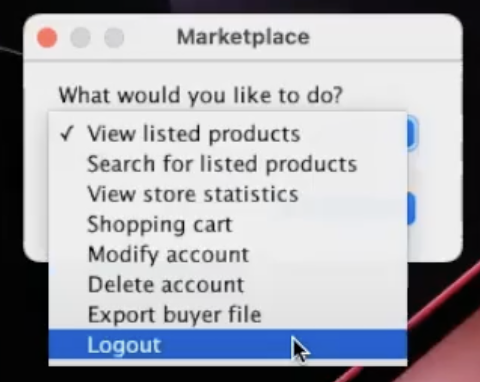 Marketplace
What would you like to do?
✓ View listed products
Search for listed products
View store statistics
Shopping cart
Modify account
Delete account
Export buyer file
Logout